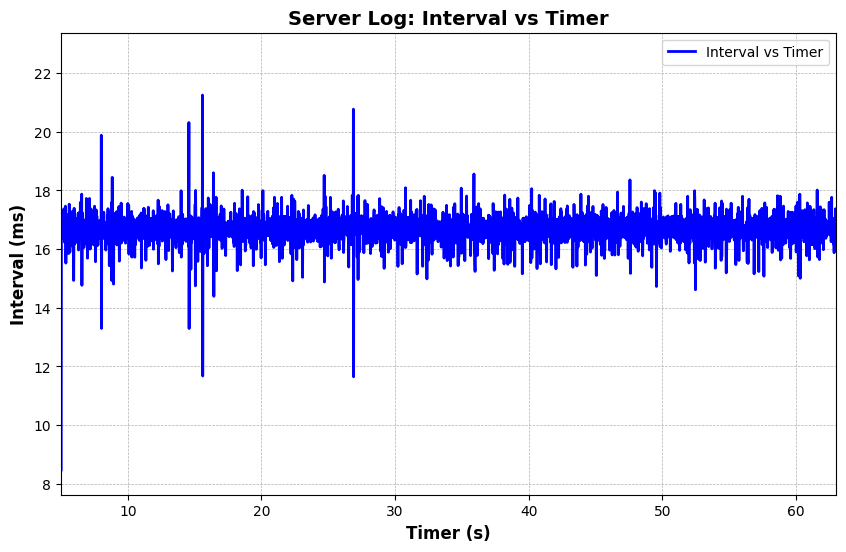 Server Log: Interval vs Timer
Interval vs Timer
22
20
18
16
14
12
10
8
Interval (ms)
10 20 30 40 50 60
Timer (s)